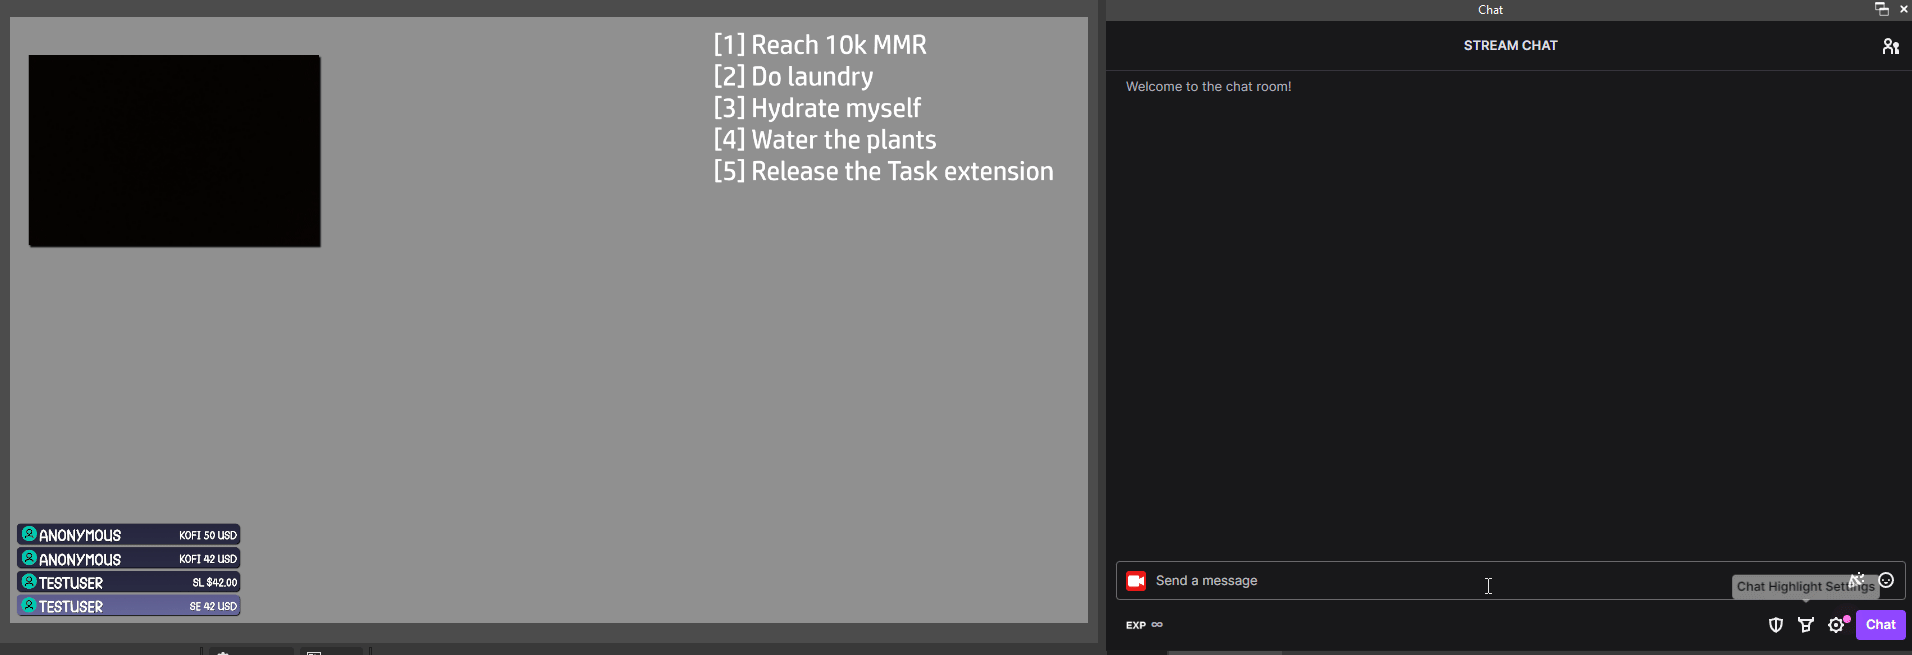 [1] Reach 10k MMR
[2] Do laundry
[3] Hydrate myself
[4] Water the plants
[5] Release the Task extension
ANONYMOUS KOFI 50 USD
ANONYMOUS KOFI 42 USD
TESTUSER SL $42.00
TESTUSER SE 42 USD
Chat
STREAM CHAT
Welcome to the chat room!
Send a message
Chat Highlight Settings
EXP
Chat